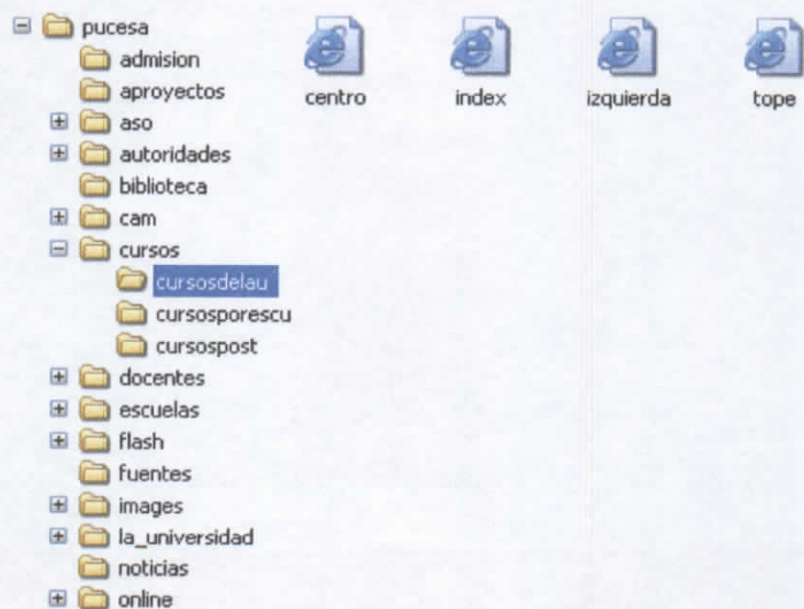 pucesa
admision
aproyectos
aso
autoridades
biblioteca
cam
cursos
cursosdelau
cursosporescu
cursospost
docentes
escuelas
flash
fuentes
images
la_universidad
noticias
online
centro
index
izquierda
tope